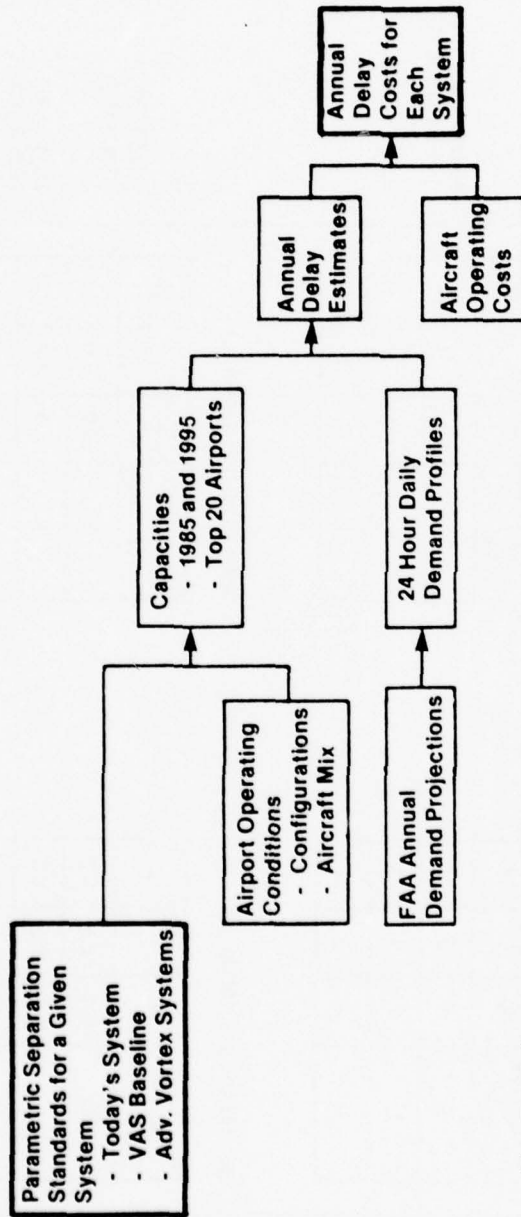 Parametric Separation
Standards for a Given
System
- Today's System
- VAS Baseline
- Adv. Vortex Systems
Airport Operating
Conditions
- Configurations
- Aircraft Mix
FAA Annual
Demand Projections
Capacities
- 1985 and 1995
- Top 20 Airports
24 Hour Daily
Demand Profiles
Annual
Delay
Estimates
Aircraft
Operating
Costs
Annual
Delay
Costs for
Each
System